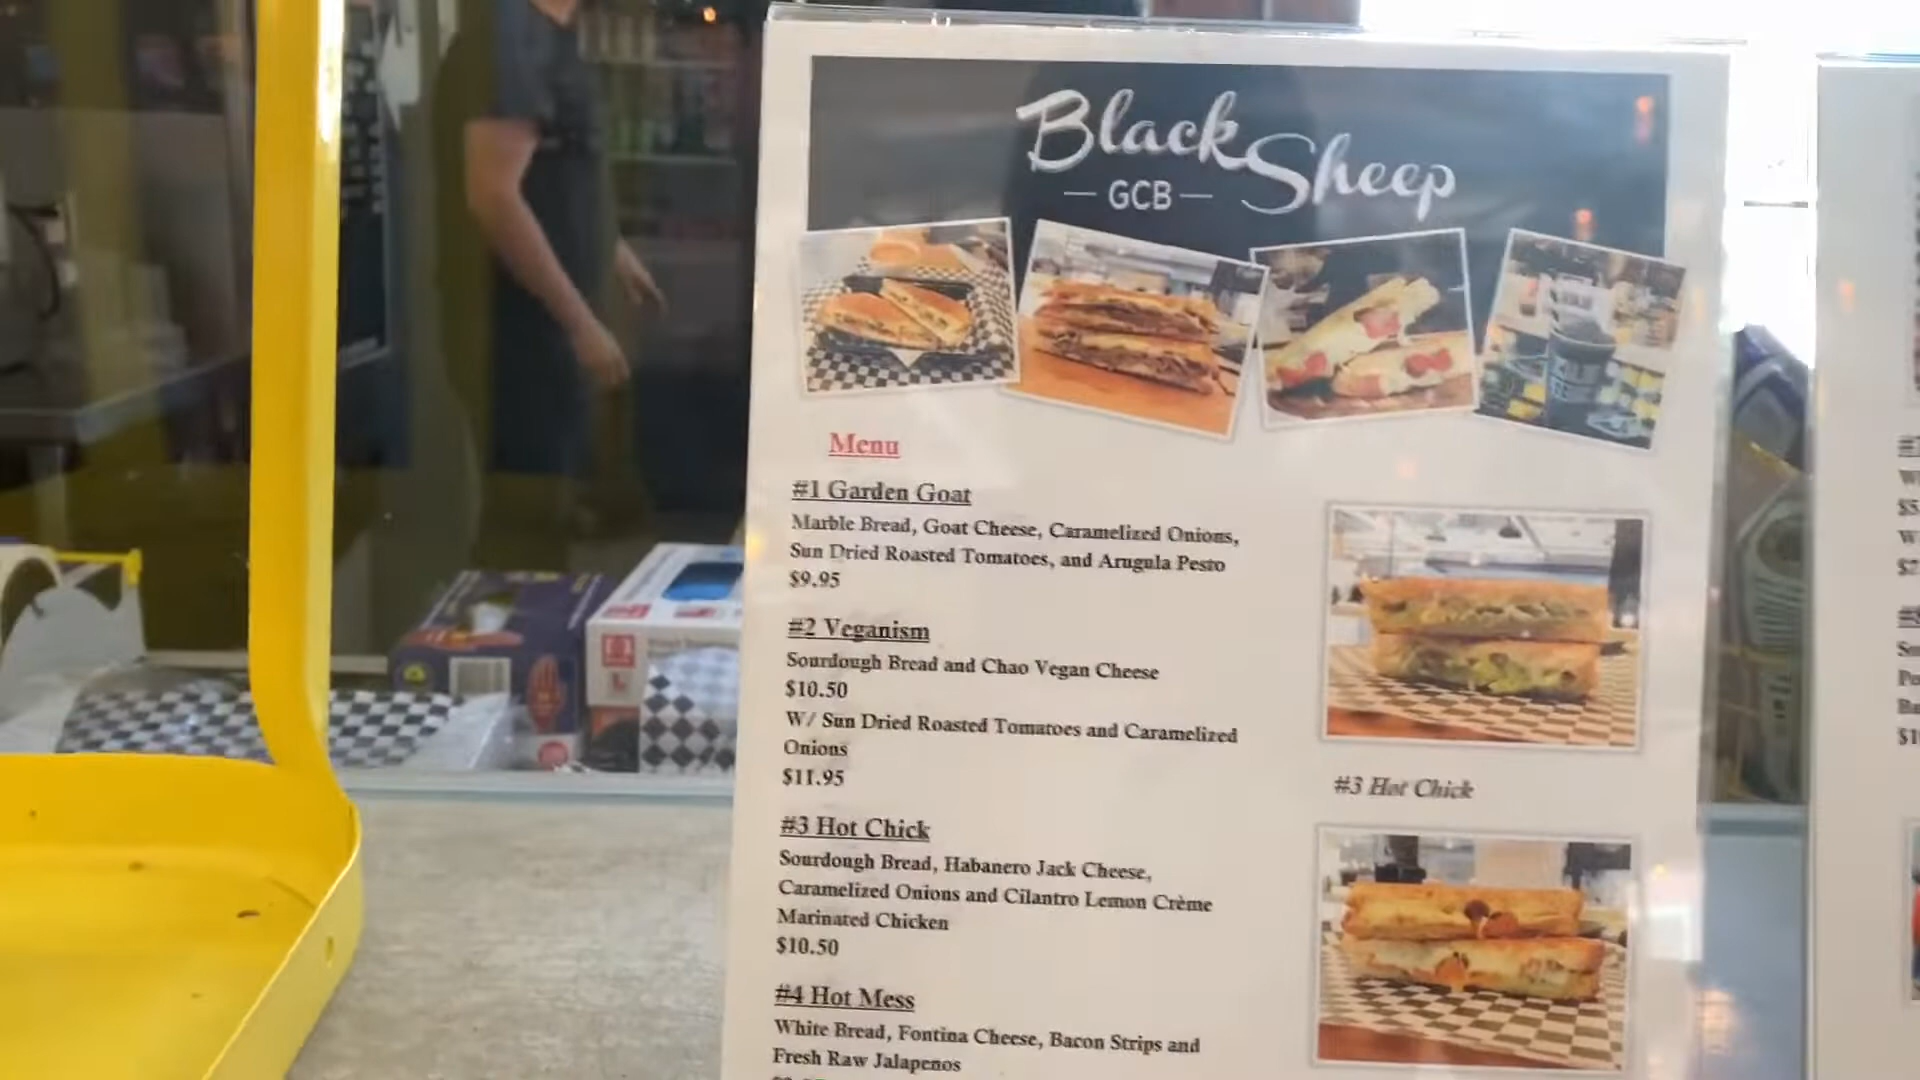 Black Sheep
GCB
Menu
#1 Garden Goat
Marble Bread, Goat Cheese, Caramelized Onions,
Sun Dried Roasted Tomatoes, and Arugula Pesto
$9.95
#2 Veganism
Sourdough Bread and Chao Vegan Cheese
$10.50
W/ Sun Dried Roasted Tomatoes and Caramelized
Onions
$11.95
#3 Hot Chick
Sourdough Bread, Habanero Jack Cheese,
Caramelized Onions and Cilantro Lemon Crème
Marinated Chicken
$10.50
#4 Hot Mess
White Bread, Fontina Cheese, Bacon Strips and
Fresh Raw Jalapenos
#3 Hot Chick